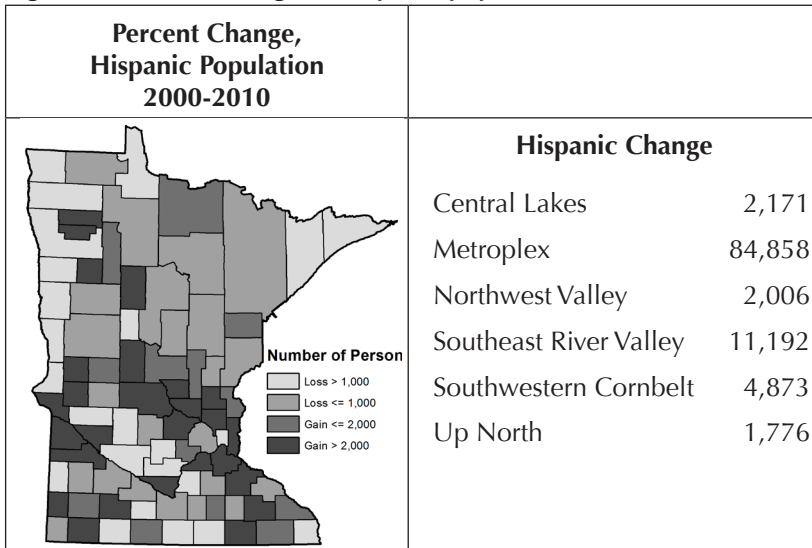 Percent Change,
Hispanic Population
2000-2010
Number of Person
Loss > 1,000
Loss <= 1,000
Gain <= 2,000
Gain > 2,000
Hispanic Change
Central Lakes 2,171
Metroplex 84,858
Northwest Valley 2,006
Southeast River Valley 11,192
Southwestern Cornbelt 4,873
Up North 1,776